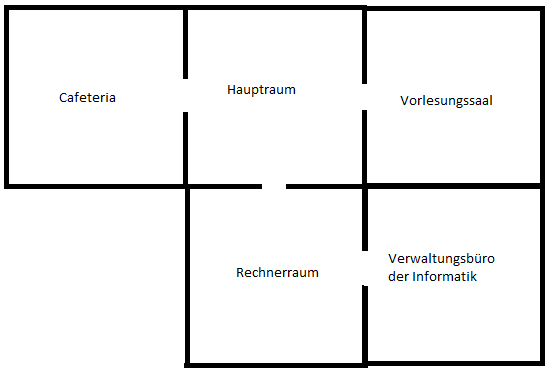 Cafeteria
Hauptraum
Vorlesungssaal
Rechnerraum
Verwaltungsbüro
der Informatik